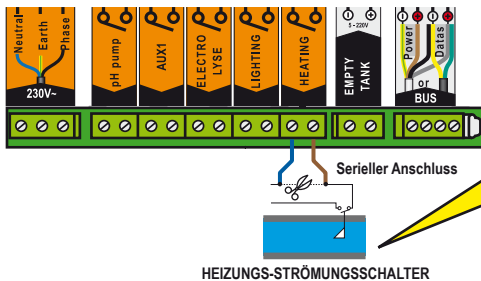 Neutral
Earth
Phase
230V~
pH pump
AUX1
ELECTRO
LYSE
LIGHTING
HEATING
5 - 220V
EMPTY
TANK
Power
Datas
or
BUS
Serieller Anschluss
HEIZUNGS-STRÖMUNGSSCHALTER